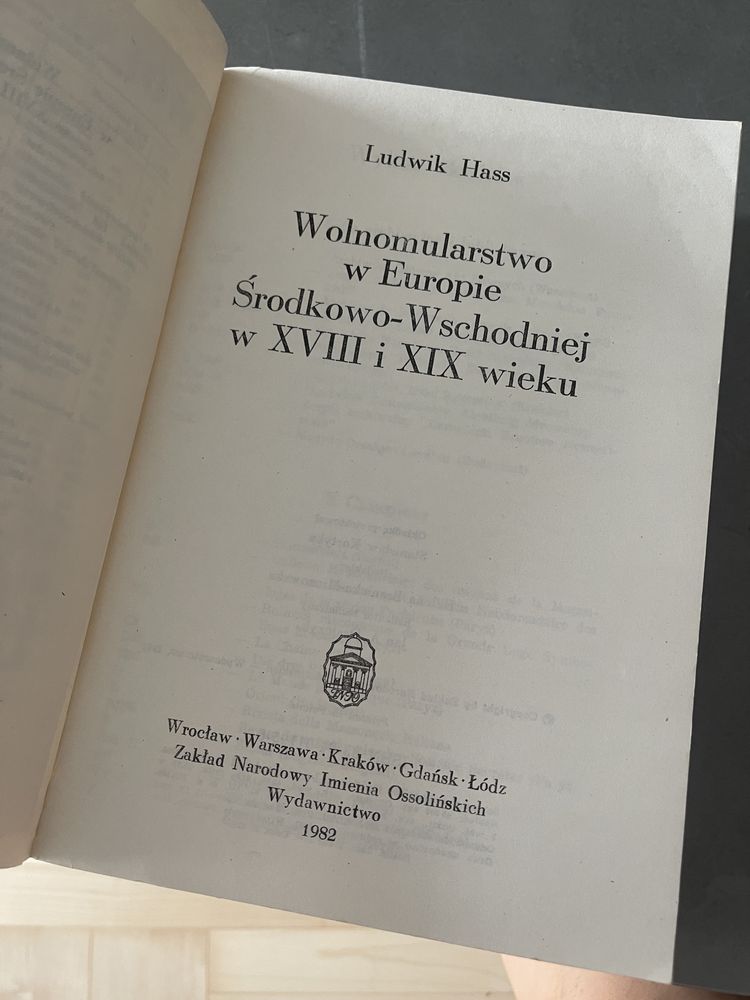 Ludwik Hass
Wolnomularstwo
w Europie
Środkowo-Wschodniej
w XVIII i XIX wieku
Wrocław · Warszawa · Kraków · Gdańsk · Łódz
Zakład Narodowy Imienia Ossolińskich
Wydawnictwo
1982